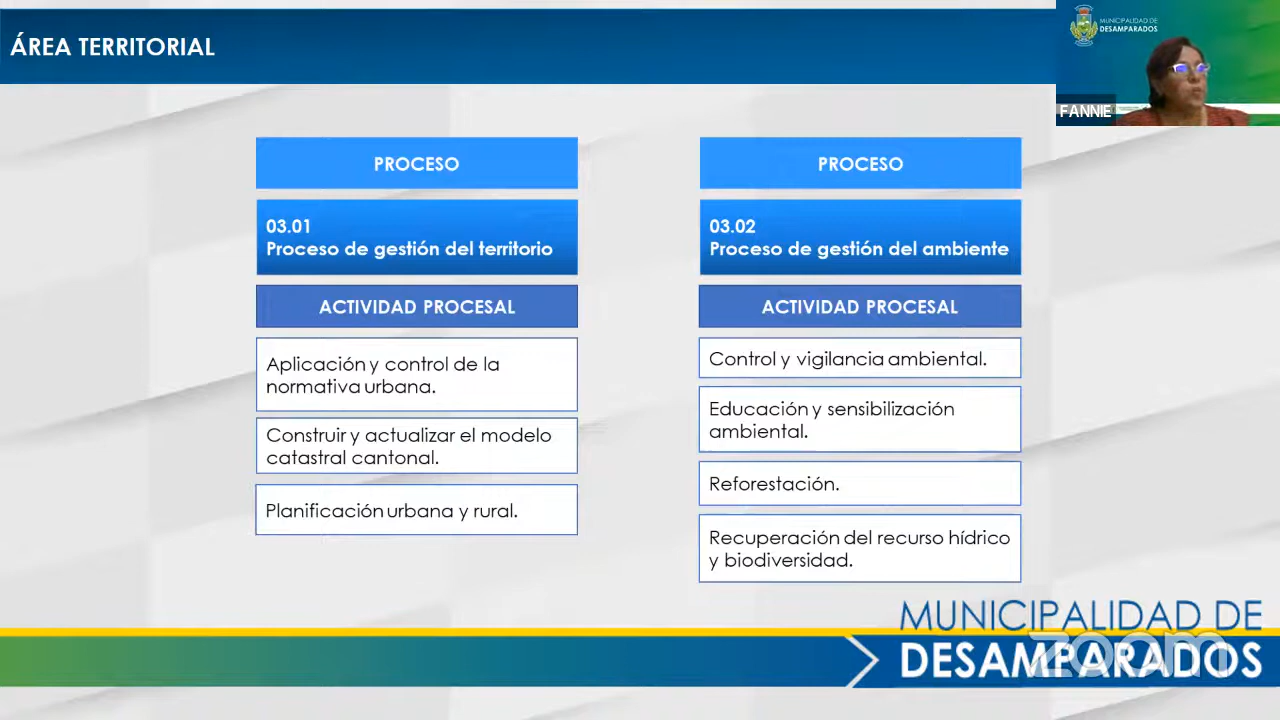 ÁREA TERRITORIAL
MUNICIPALIDAD DE
DESAMPARADOS
FANNIE
PROCESO
03.01
Proceso de gestión del territorio
ACTIVIDAD PROCESAL
Aplicación y control de la
normativa urbana.
Construir y actualizar el modelo
catastral cantonal.
Planificación urbana y rural.
PROCESO
03.02
Proceso de gestión del ambiente
ACTIVIDAD PROCESAL
Control y vigilancia ambiental.
Educación y sensibilización
ambiental.
Reforestación.
Recuperación del recurso hídrico
y biodiversidad.
MUNICIPALIDAD DE
DESAMPARADOS
zoom